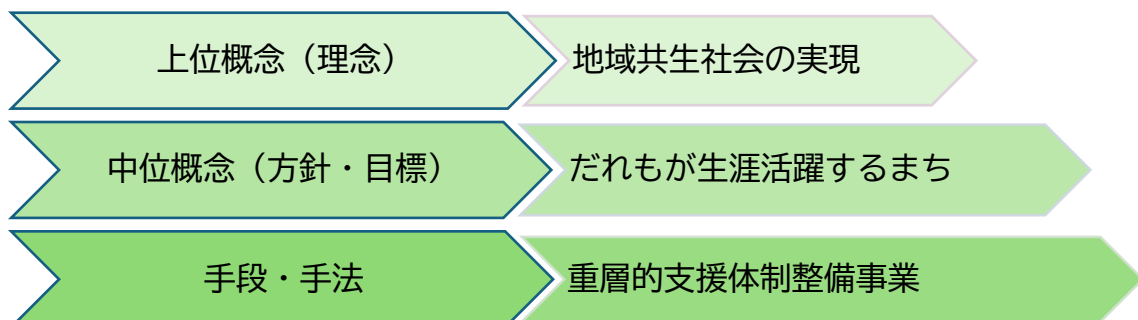 上位概念（理念）
地域共生社会の実現
中位概念（方針・目標）
だれもが生涯活躍するまち
手段・手法
重層的支援体制整備事業